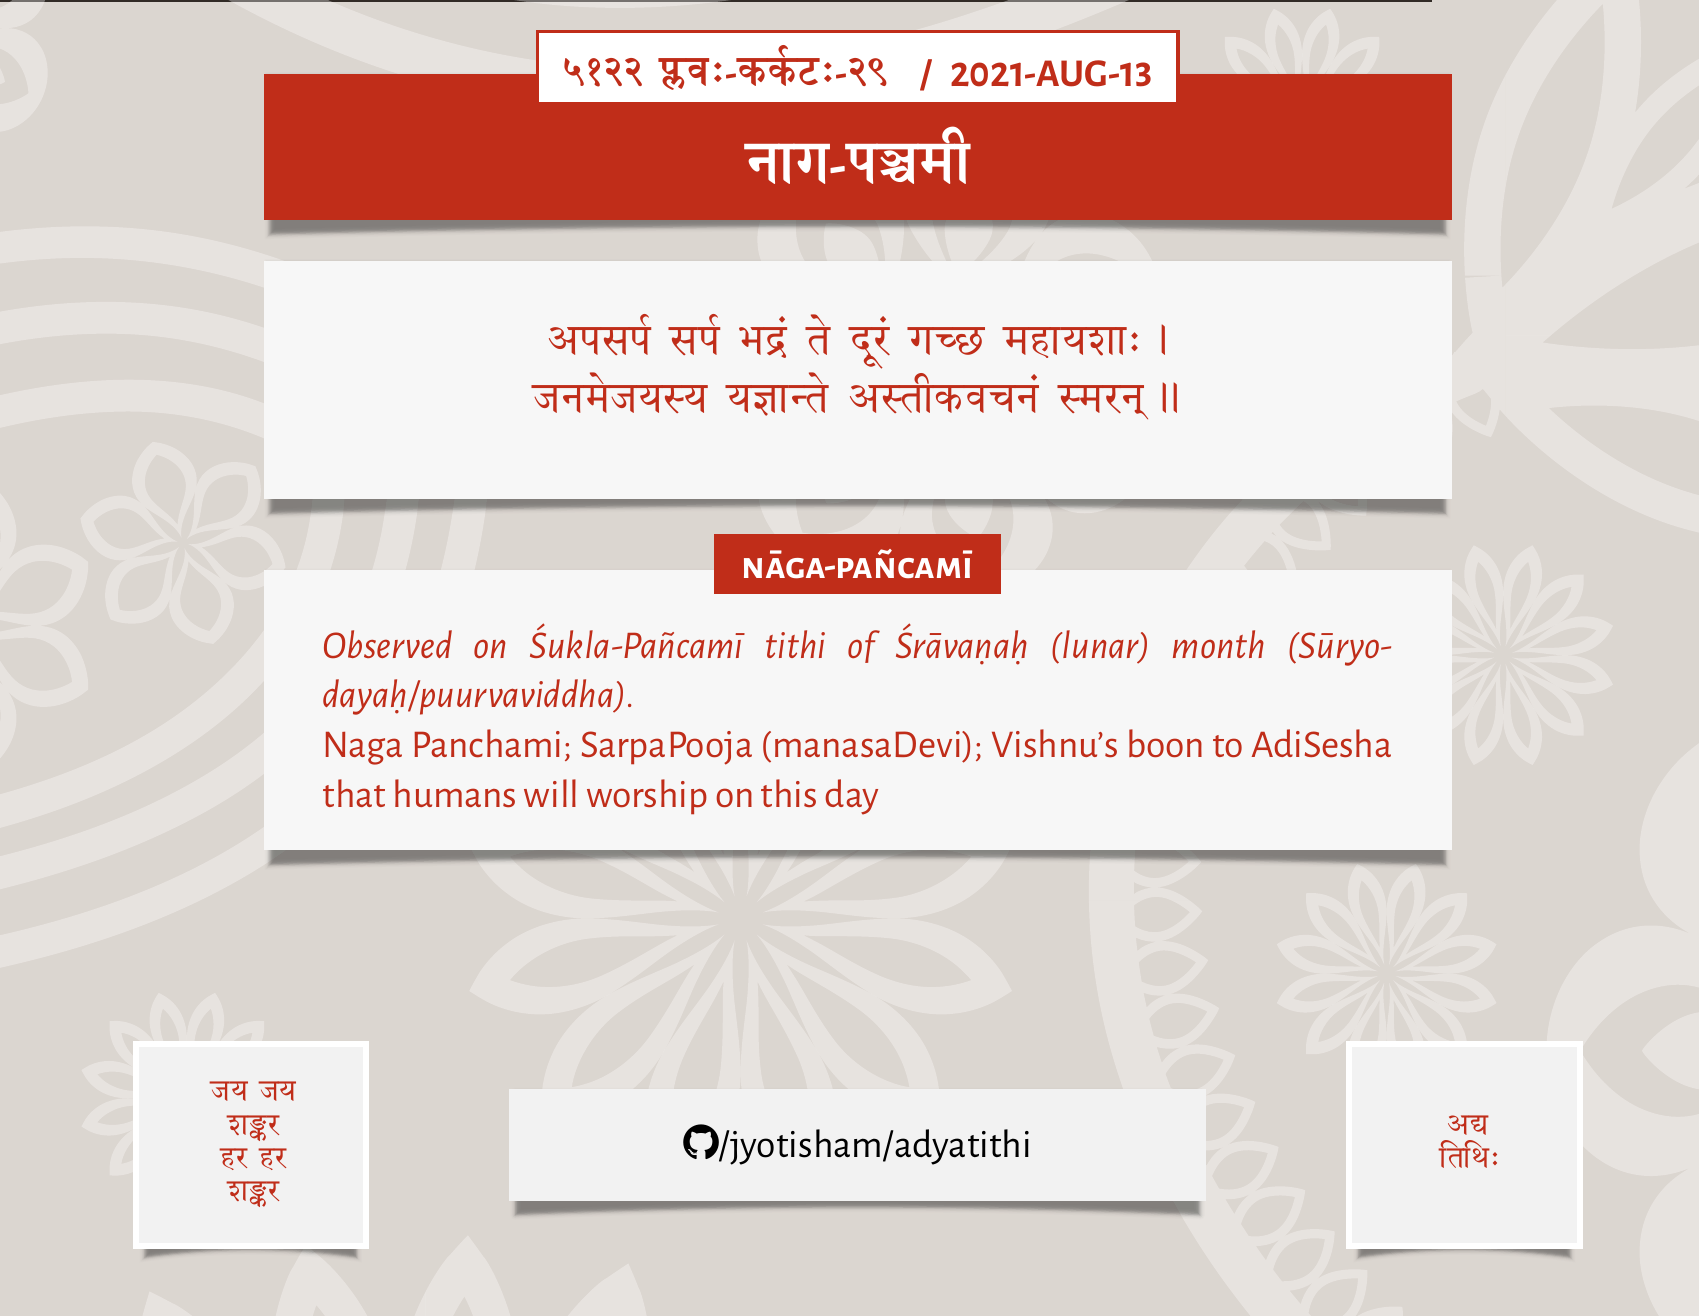 ५१२२ प्लवः-कर्कटः-२९ / 2021-AUG-13
नाग-पञ्चमी
अपसर्प सर्प भद्रं ते दूरं गच्छ महायशाः ।
जनमेजयस्य यज्ञान्ते अस्तीकवचनं स्मरन् ॥
NĀGA-PAÑCAMĪ
Observed on Śukla-Pañcamī tithi of Śrāvaṇaḥ (lunar) month (Sūryo-
dayaḥ/puurvaviddha).
Naga Panchami; SarpaPooja (manasaDevi); Vishnu’s boon to AdiSesha
that humans will worship on this day
जय जय
शङ्कर
हर हर
शङ्कर
/jyotisham/adyatithi
अद्य
तिथिः